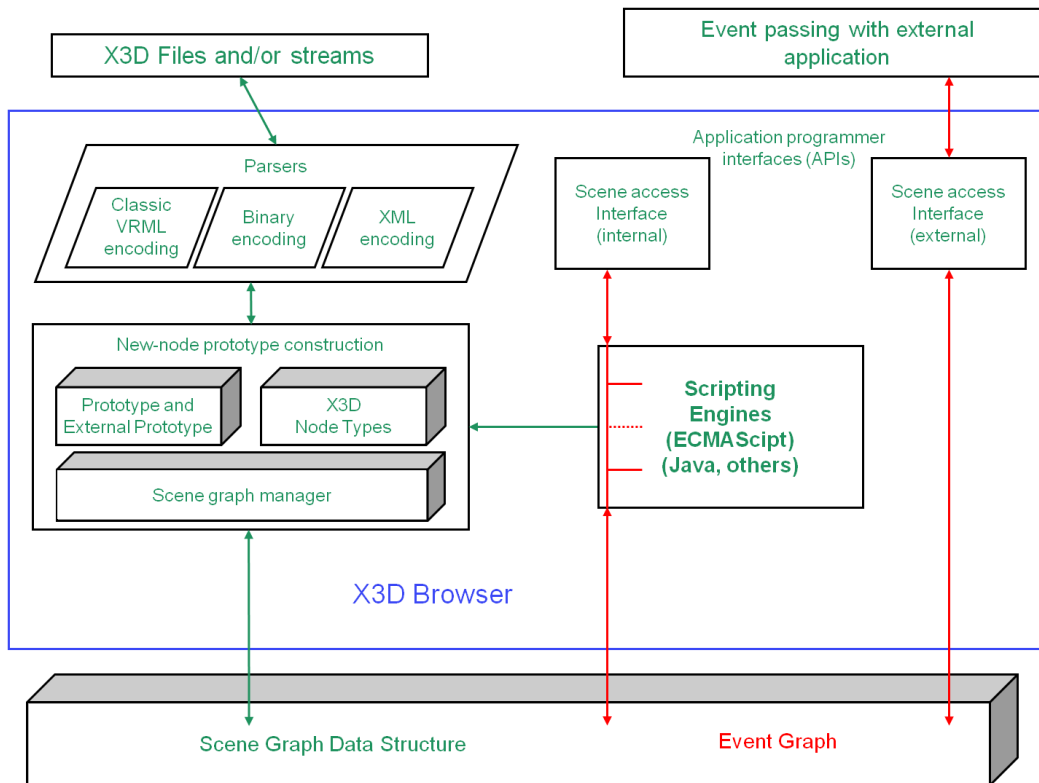 X3D Files and/or streams
Event passing with external
application
Application programmer
interfaces (APIs)
Parsers
Classic
VRML
encoding
Binary
encoding
XML
encoding
Scene access
Interface
(internal)
Scene access
Interface
(external)
New-node prototype construction
Prototype and
External Prototype
X3D
Node Types
Scene graph manager
Scripting
Engines
(ECMAScipt)
(Java, others)
X3D Browser
Scene Graph Data Structure
Event Graph